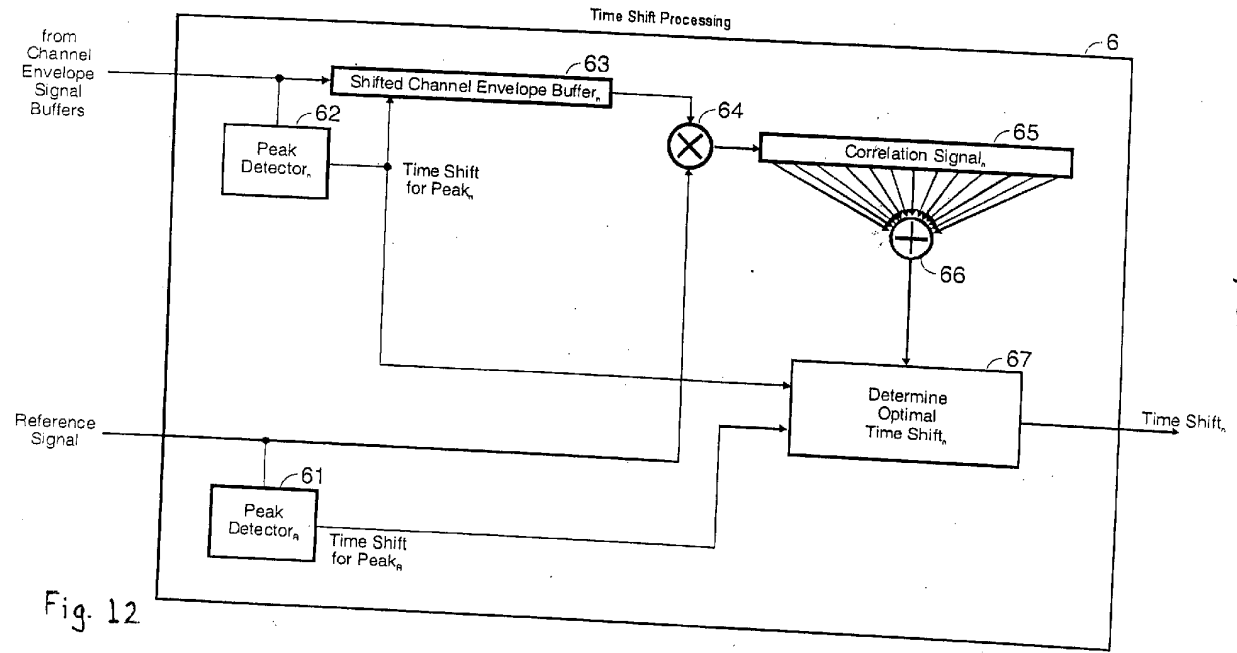 Time Shift Processing
6
from
Channel
Envelope
Signal
Buffers
63
Shifted Channel Envelope Bufferₙ
62
Peak
Detectorₙ
Time Shift
for Peakₙ
64
65
Correlation Signalₙ
66
67
Determine
Optimal
Time Shiftₙ
Time Shiftₙ
Reference
Signal
61
Peak
Detector_R
Time Shift
for Peak_R
Fig. 12